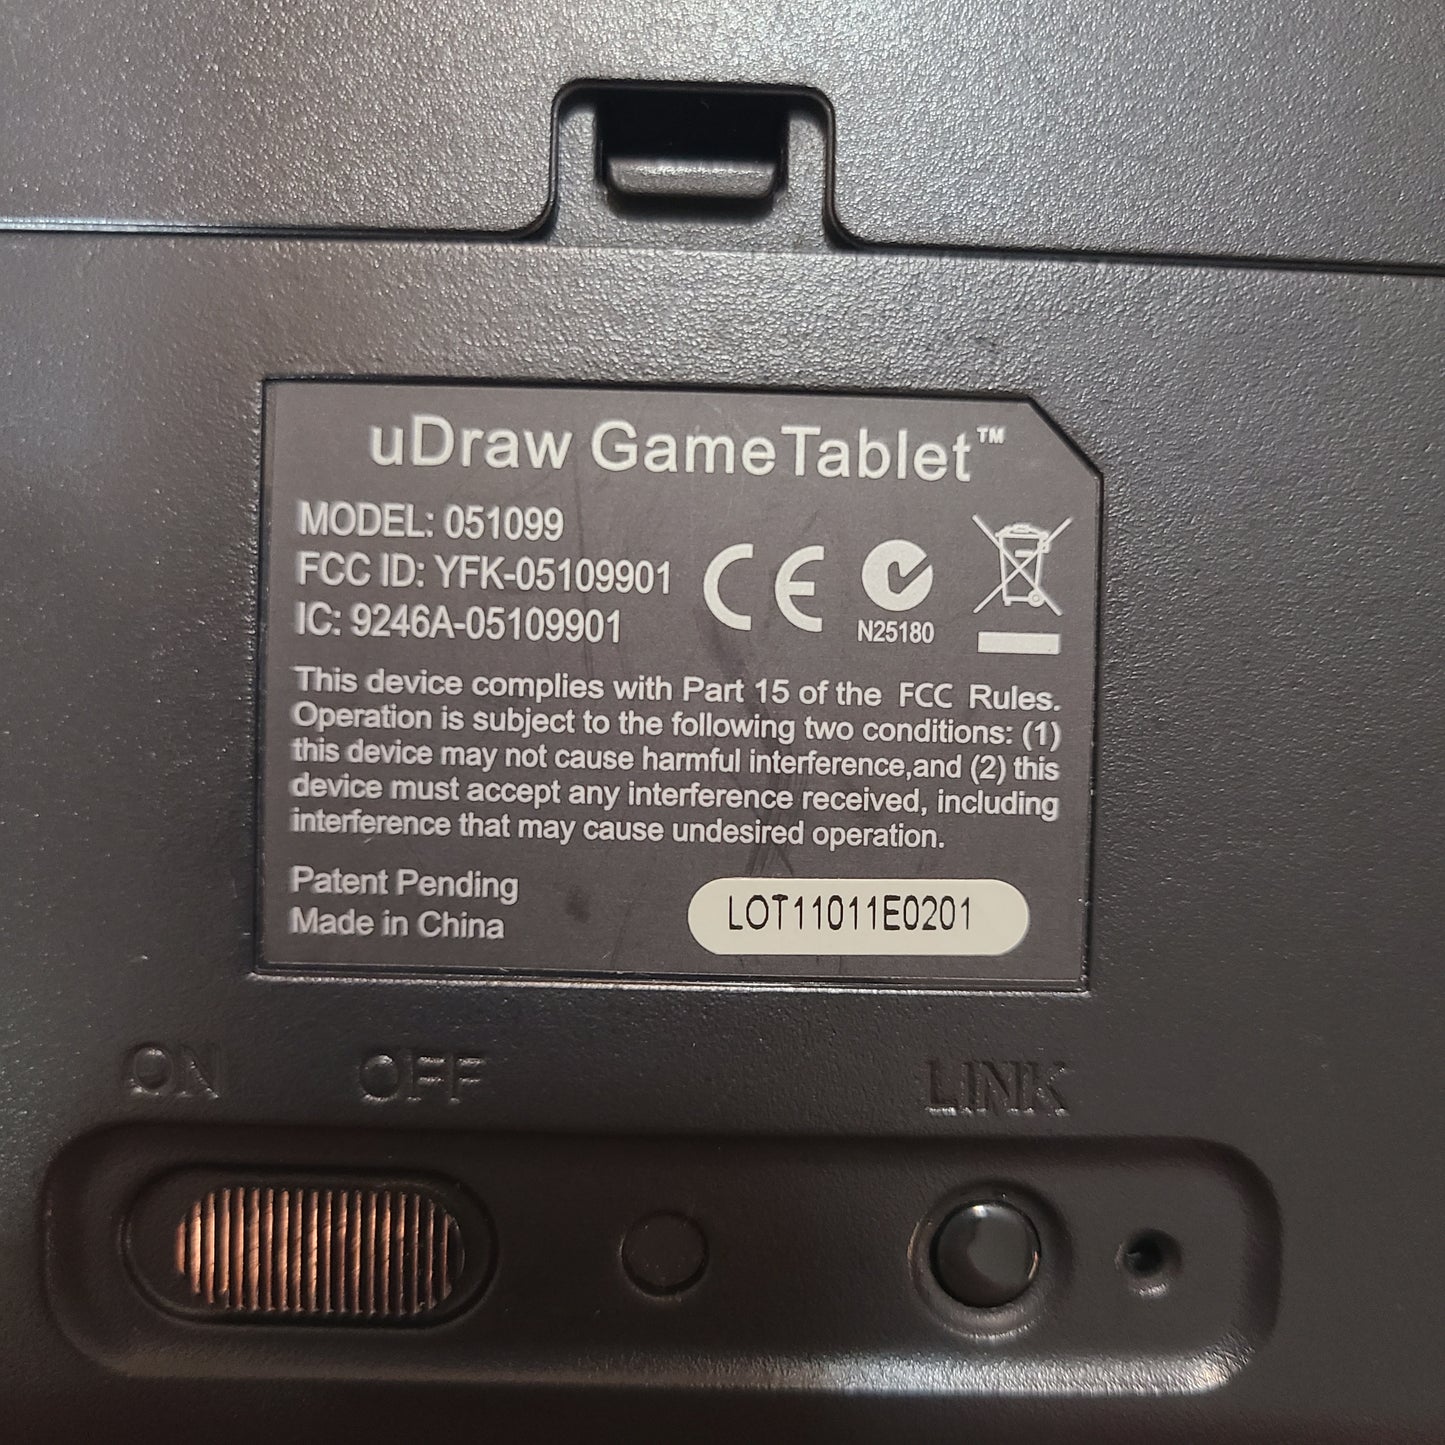 uDraw GameTablet™
MODEL: 051099
FCC ID: YFK-05109901
IC: 9246A-05109901
CE
N25180
This device complies with Part 15 of the FCC Rules.
Operation is subject to the following two conditions: (1)
this device may not cause harmful interference,and (2) this
device must accept any interference received, including
interference that may cause undesired operation.
Patent Pending
Made in China
LOT11011E0201
ON OFF LINK